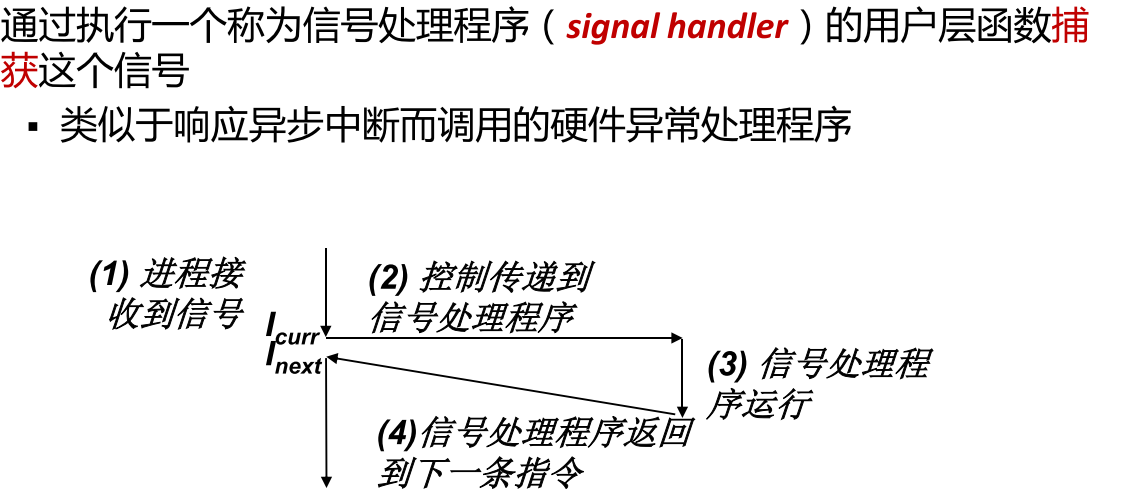 通过执行一个称为信号处理程序（signal handler）的用户层函数捕
获这个信号
▪ 类似于响应异步中断而调用的硬件异常处理程序
(1) 进程接
收到信号
(2) 控制传递到
信号处理程序
Icurr
Inext
(3) 信号处理程
序运行
(4)信号处理程序返回
到下一条指令